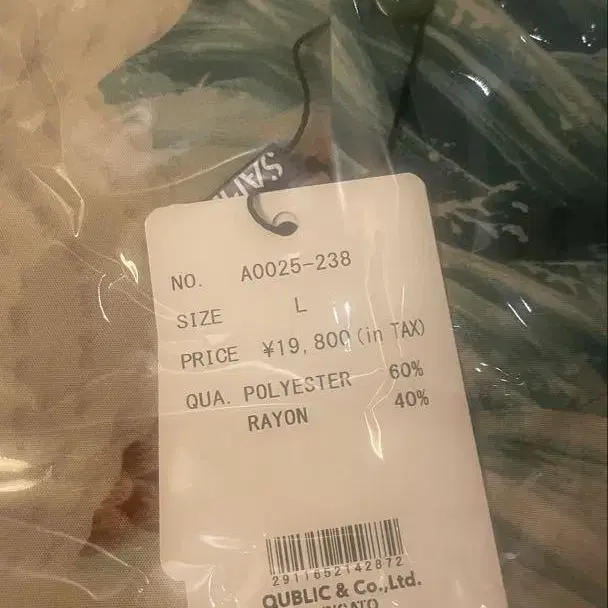 NO. A0025-238
SIZE L
PRICE ¥19,800 (in TAX)
QUA. POLYESTER 60%
RAYON 40%
2911652142872
QUBLIC & Co.,Ltd.